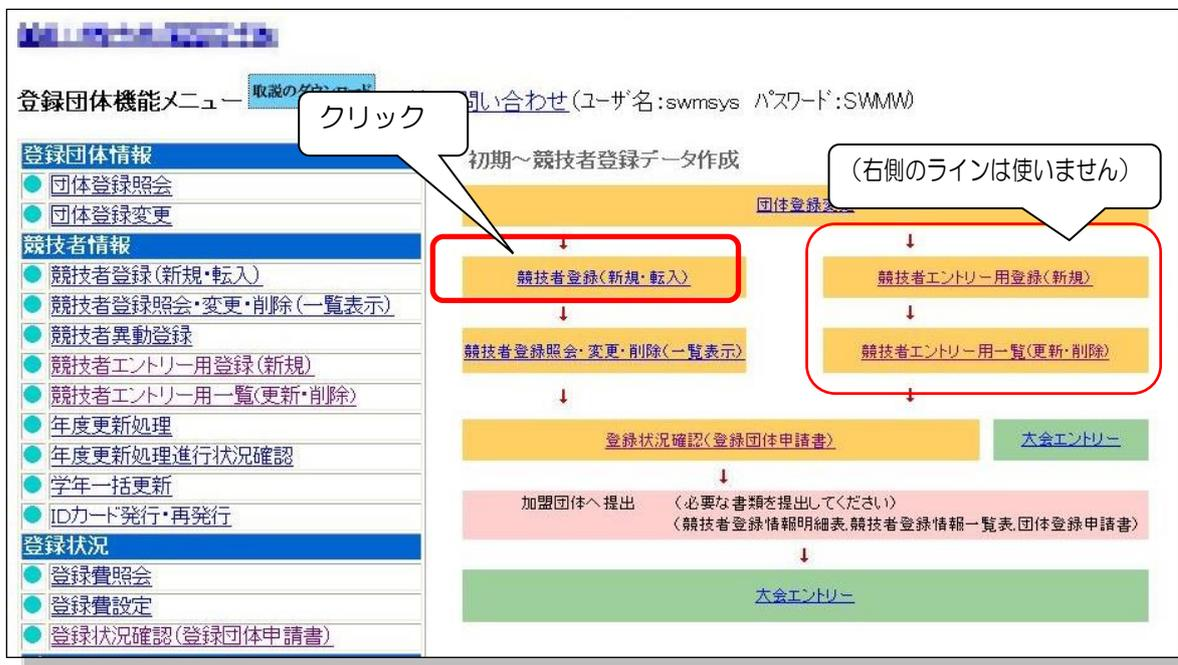 登録団体機能メニュー 取説の い合わせ(ユーザ名:swmsys パスワード:SWMW)
クリック
登録団体情報
団体登録照会
団体登録変更
競技者情報
競技者登録(新規・転入)
競技者登録照会・変更・削除(一覧表示)
競技者異動登録
競技者エントリー用登録(新規)
競技者エントリー用一覧(更新・削除)
年度更新処理
年度更新処理進行状況確認
学年一括更新
IDカード発行・再発行
登録状況
登録費照会
登録費設定
登録状況確認(登録団体申請書)
初期～競技者登録データ作成
(右側のラインは使いません)
団体登録
↓ ↓
競技者登録(新規・転入) 競技者エントリー用登録(新規)
↓ ↓
競技者登録照会・変更・削除(一覧表示) 競技者エントリー用一覧(更新・削除)
↓ ↓
登録状況確認(登録団体申請書) 大会エントリー
↓
加盟団体へ提出 (必要な書類を提出してください)
(競技者登録情報明細表,競技者登録情報一覧表,団体登録申請書)
↓
大会エントリー